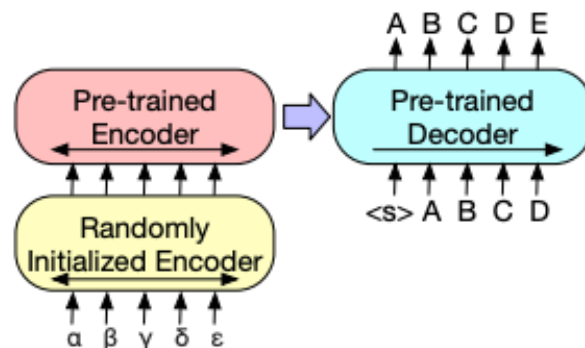 A B C D E
Pre-trained
Encoder
Pre-trained
Decoder
<s> A B C D
Randomly
Initialized Encoder
α β γ δ ε